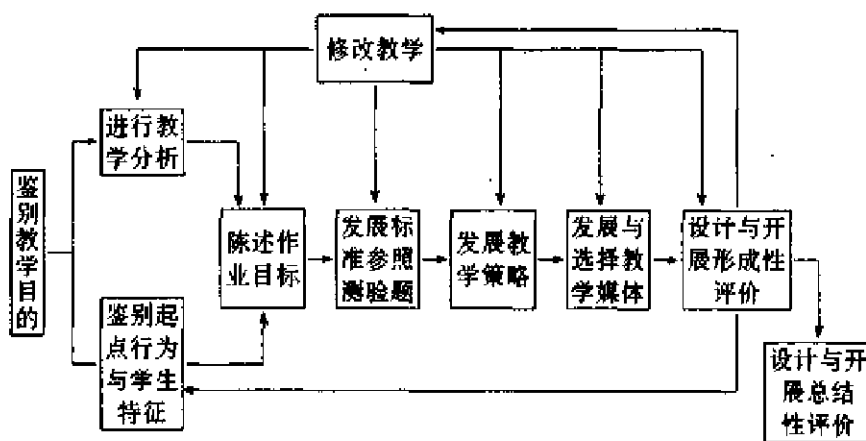 修改教学
进行教
学分析
鉴别教学目的
陈述作
业目标
发展标
准参照
测验题
发展教
学策略
发展与
选择教
学媒体
设计与开
展形成性
评价
鉴别起
点行为
与学生
特征
设计与开
展总结
性评价